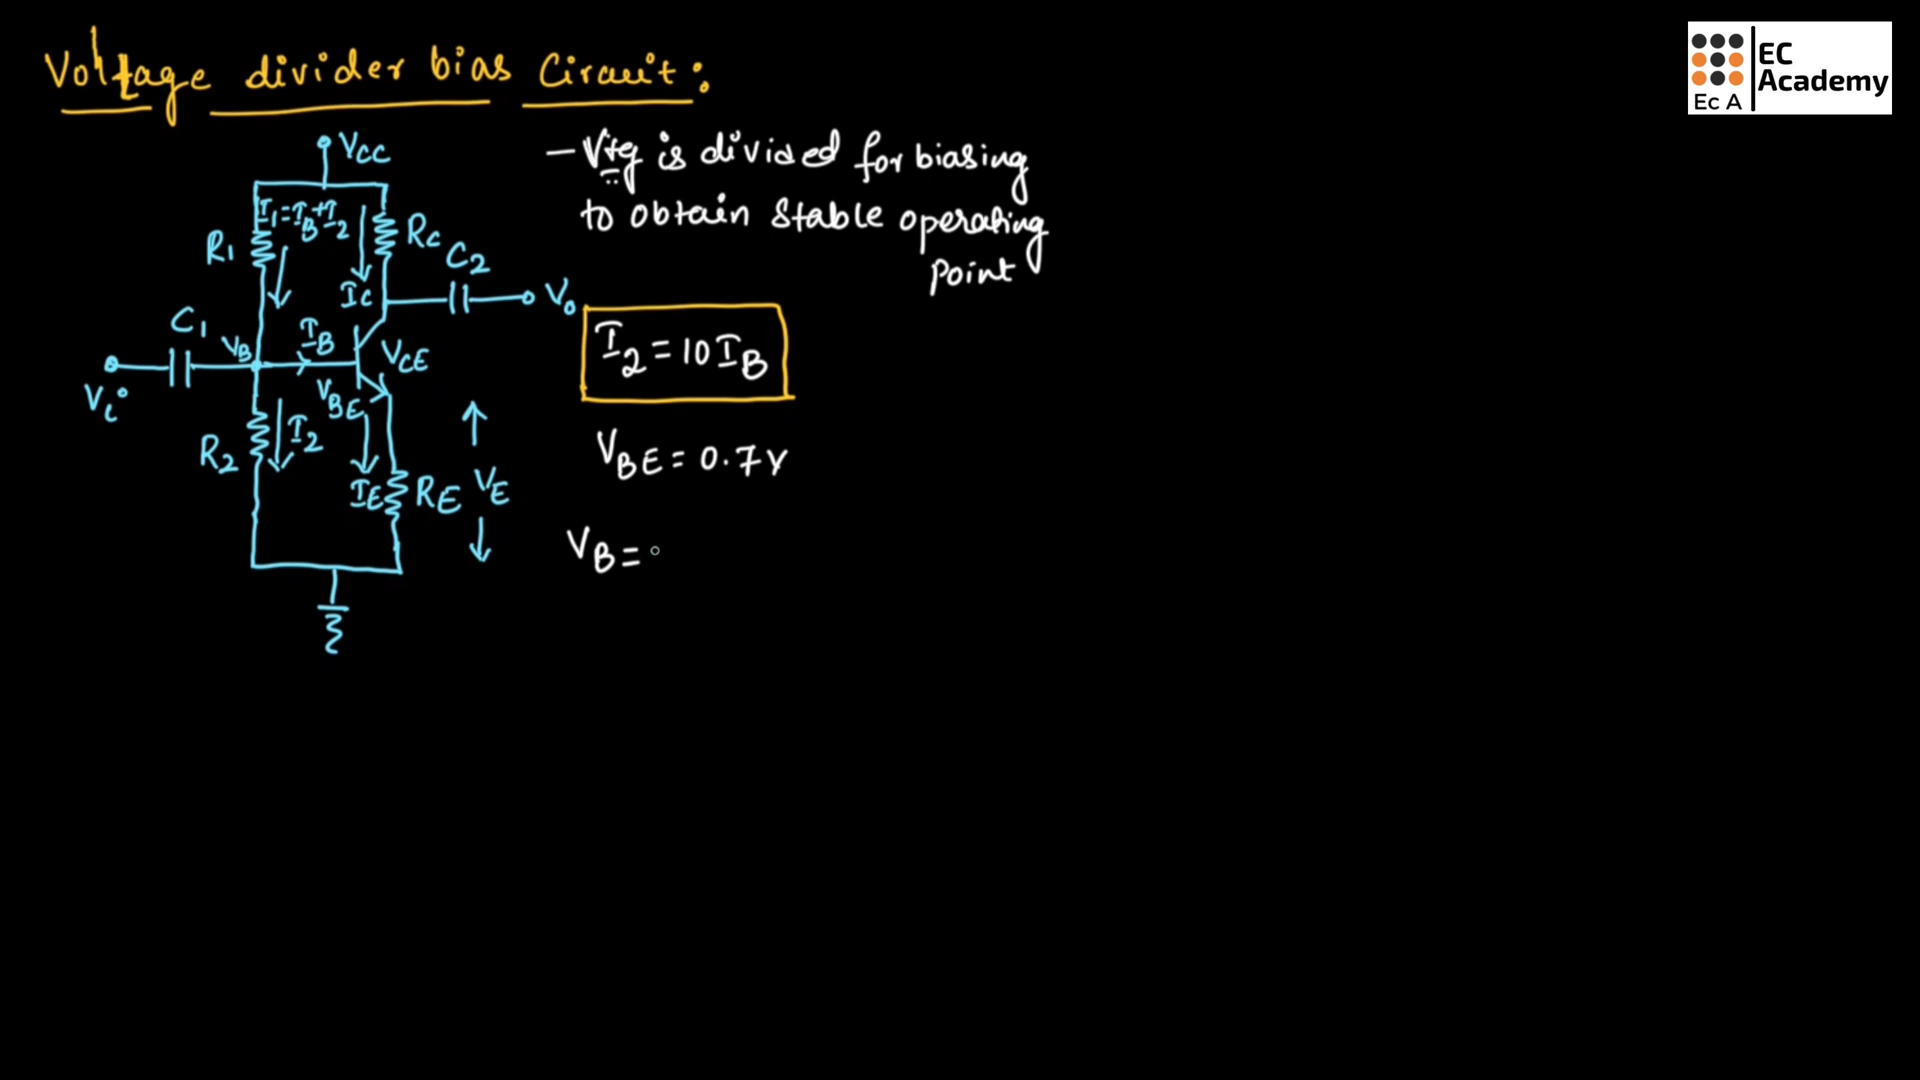 Voltage divider bias Circuit:
EC
Academy
Ec A
VCC
- Vtg is divided for biasing
to obtain stable operating
point
I1=IB+I2
R1
RC
C2
IC
Vo
C1
VB
IB
VCE
I2=10IB
Vi
VBE
R2
I2
VBE=0.7V
IE
RE
VE
VB=